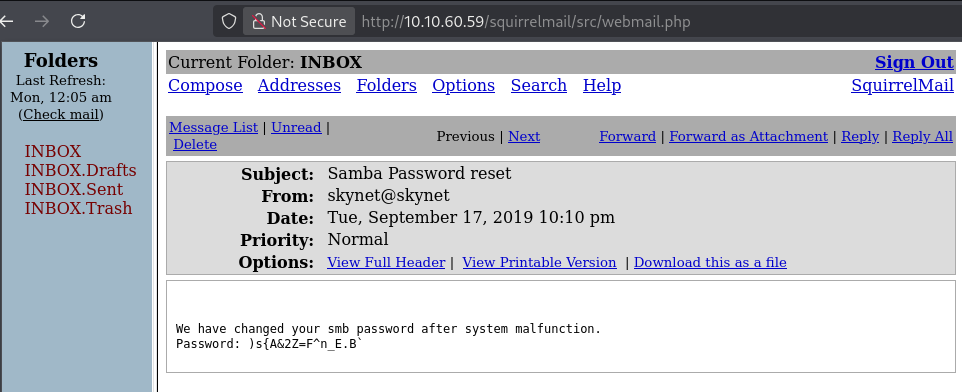 Not Secure http://10.10.60.59/squirrelmail/src/webmail.php
Folders
Last Refresh:
Mon, 12:05 am
(Check mail)
INBOX
INBOX.Drafts
INBOX.Sent
INBOX.Trash
Current Folder: INBOX Sign Out
Compose Addresses Folders Options Search Help SquirrelMail
Message List | Unread |
Delete
Previous | Next
Forward | Forward as Attachment | Reply | Reply All
Subject: Samba Password reset
From: skynet@skynet
Date: Tue, September 17, 2019 10:10 pm
Priority: Normal
Options: View Full Header | View Printable Version | Download this as a file
We have changed your smb password after system malfunction.
Password: )s{A&2Z=F^n_E.B`